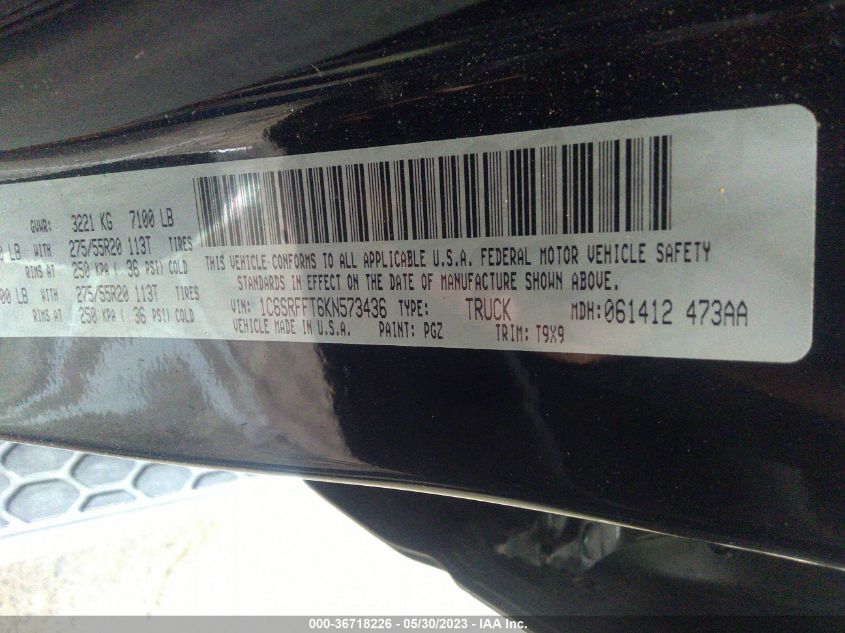 GVWR: 3221 KG 7100 LB
LB WITH 275/55R20 113T TIRES
RIMS AT 250 KPA ( 36 PSI) COLD
00 LB WITH 275/55R20 113T TIRES
RIMS AT 250 KPA ( 36 PSI) COLD
THIS VEHICLE CONFORMS TO ALL APPLICABLE U.S.A. FEDERAL MOTOR VEHICLE SAFETY
STANDARDS IN EFFECT ON THE DATE OF MANUFACTURE SHOWN ABOVE.
VIN: 1C6SRFFT6KN573436 TYPE: TRUCK MDH:061412 473AA
VEHICLE MADE IN U.S.A. PAINT: PGZ TRIM: T9X9
000-36718226 - 05/30/2023 - IAA Inc.